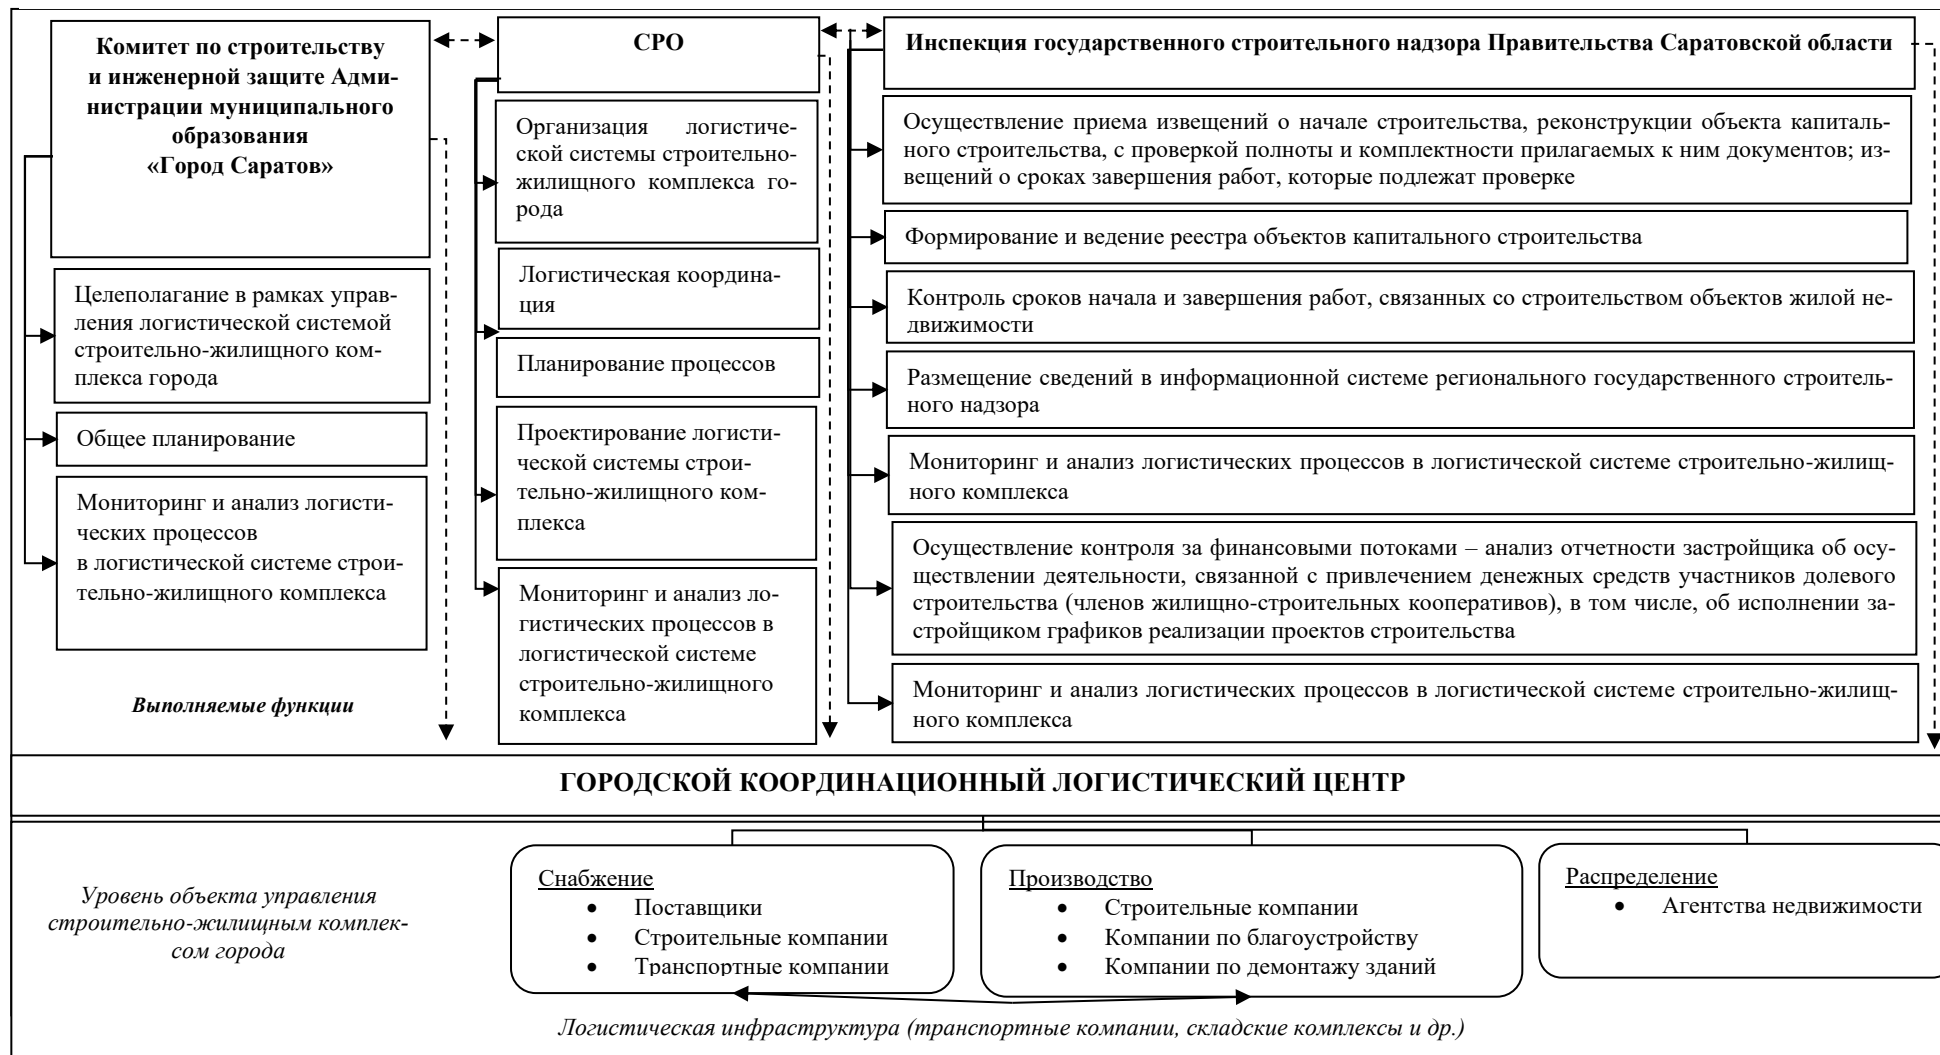 Комитет по строительству
и инженерной защите Адми-
нистрации муниципального
образования
«Город Саратов»
Целеполагание в рамках управ-
ления логистической системой
строительно-жилищного ком-
плекса города
Общее планирование
Мониторинг и анализ логисти-
ческих процессов
в логистической системе строи-
тельно-жилищного комплекса
Выполняемые функции
СРО
Организация логистиче-
ской системы строительно-
жилищного комплекса го-
рода
Логистическая координа-
ция
Планирование процессов
Проектирование логисти-
ческой системы строи-
тельно-жилищного ком-
плекса
Мониторинг и анализ ло-
гистических процессов в
логистической системе
строительно-жилищного
комплекса
Инспекция государственного строительного надзора Правительства Саратовской области
Осуществление приема извещений о начале строительства, реконструкции объекта капиталь-
ного строительства, с проверкой полноты и комплектности прилагаемых к ним документов; из-
вещений о сроках завершения работ, которые подлежат проверке
Формирование и ведение реестра объектов капитального строительства
Контроль сроков начала и завершения работ, связанных со строительством объектов жилой не-
движимости
Размещение сведений в информационной системе регионального государственного строитель-
ного надзора
Мониторинг и анализ логистических процессов в логистической системе строительно-жилищ-
ного комплекса
Осуществление контроля за финансовыми потоками – анализ отчетности застройщика об осу-
ществлении деятельности, связанной с привлечением денежных средств участников долевого
строительства (членов жилищно-строительных кооперативов), в том числе, об исполнении за-
стройщиком графиков реализации проектов строительства
Мониторинг и анализ логистических процессов в логистической системе строительно-жилищ-
ного комплекса
ГОРОДСКОЙ КООРДИНАЦИОННЫЙ ЛОГИСТИЧЕСКИЙ ЦЕНТР
Уровень объекта управления
строительно-жилищным комплек-
сом города
Снабжение
• Поставщики
• Строительные компании
• Транспортные компании
Производство
• Строительные компании
• Компании по благоустройству
• Компании по демонтажу зданий
Распределение
• Агентства недвижимости
Логистическая инфраструктура (транспортные компании, складские комплексы и др.)